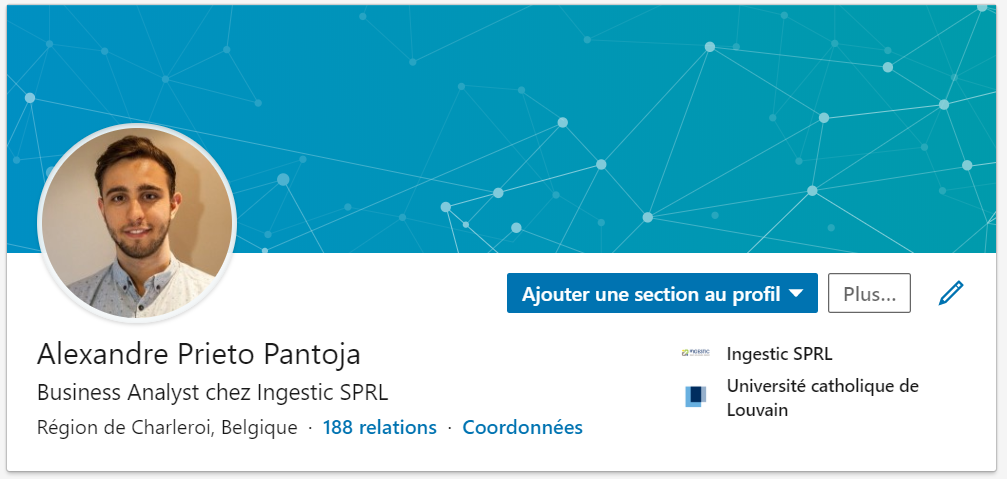 Ajouter une section au profil
Plus...
Alexandre Prieto Pantoja
Business Analyst chez Ingestic SPRL
Région de Charleroi, Belgique · 188 relations · Coordonnées
Ingestic SPRL
Université catholique de
Louvain